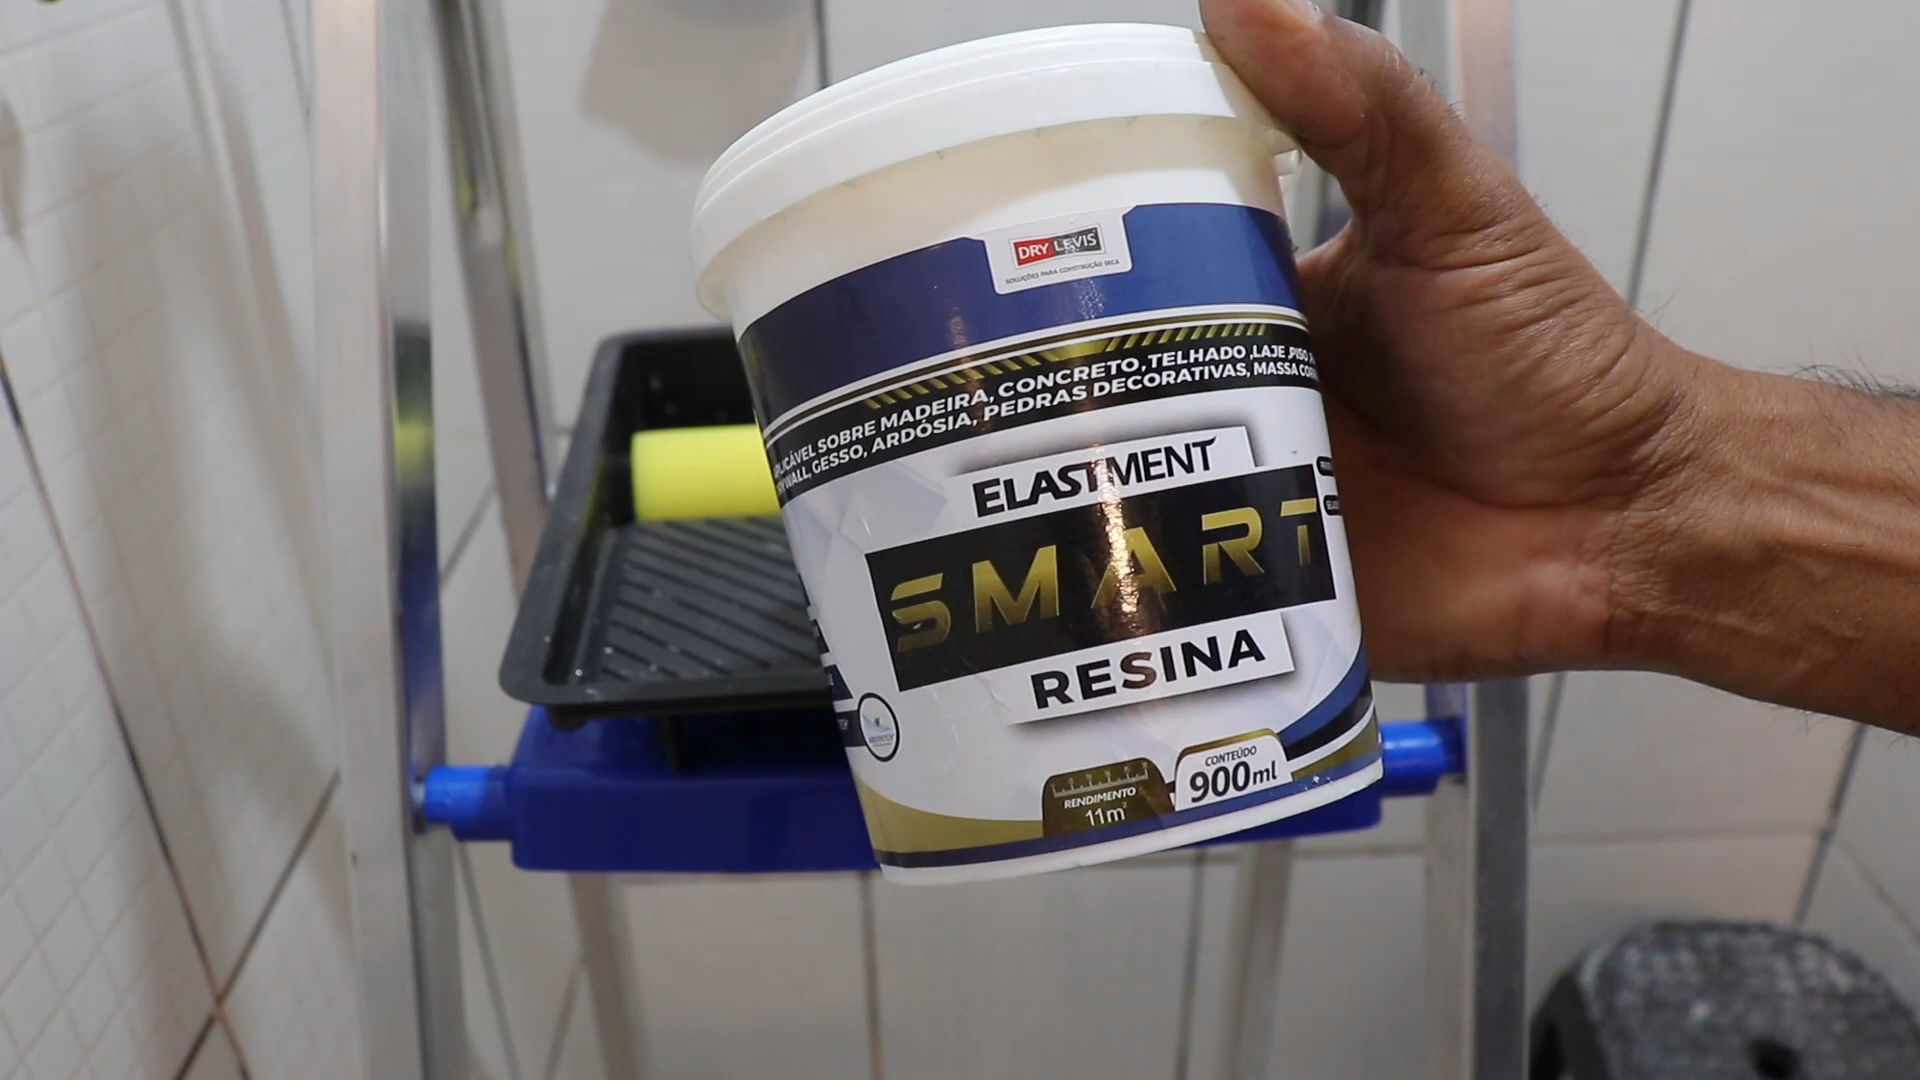 DRY LEVIS
SOLUÇÕES PARA CONSTRUÇÃO SECA
APLICÁVEL SOBRE MADEIRA, CONCRETO, TELHADO ,LAJE ,PISO
WALL, GESSO, ARDÓSIA, PEDRAS DECORATIVAS, MASSA
ELASTMENT
SMART
RESINA
RENDIMENTO
11m²
CONTEÚDO
900ml